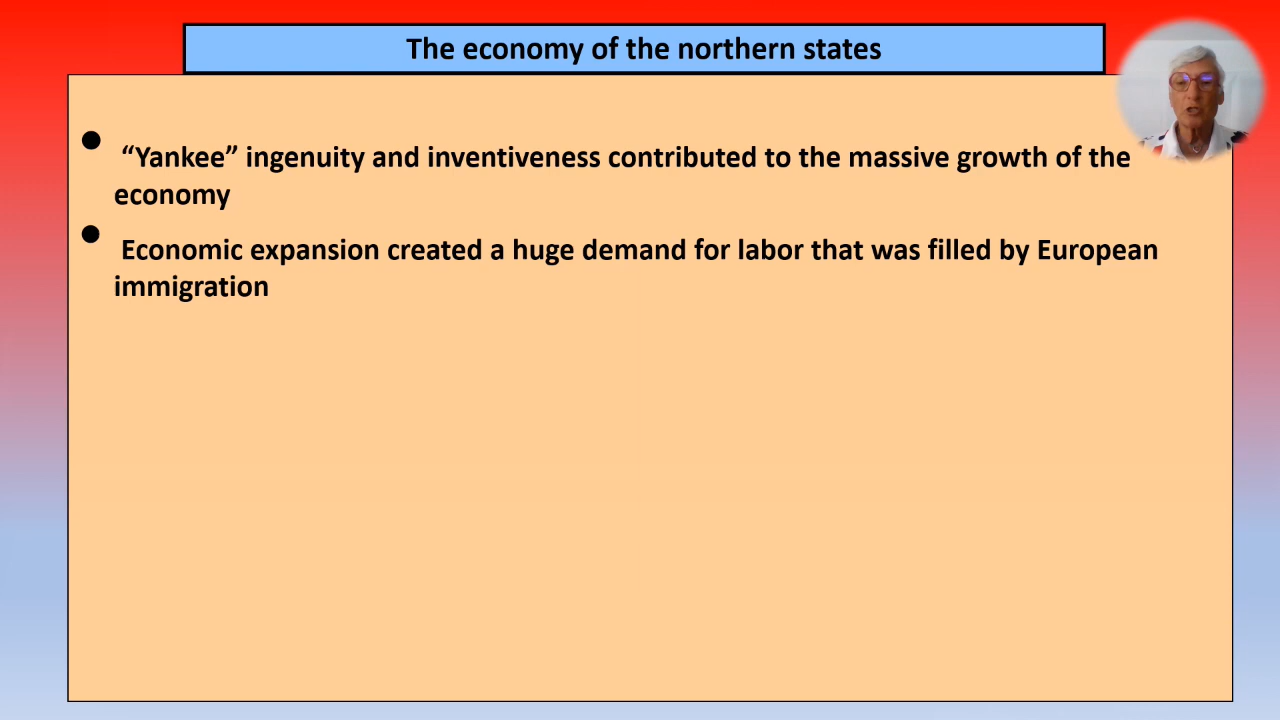 The economy of the northern states
• “Yankee” ingenuity and inventiveness contributed to the massive growth of the
economy
• Economic expansion created a huge demand for labor that was filled by European
immigration